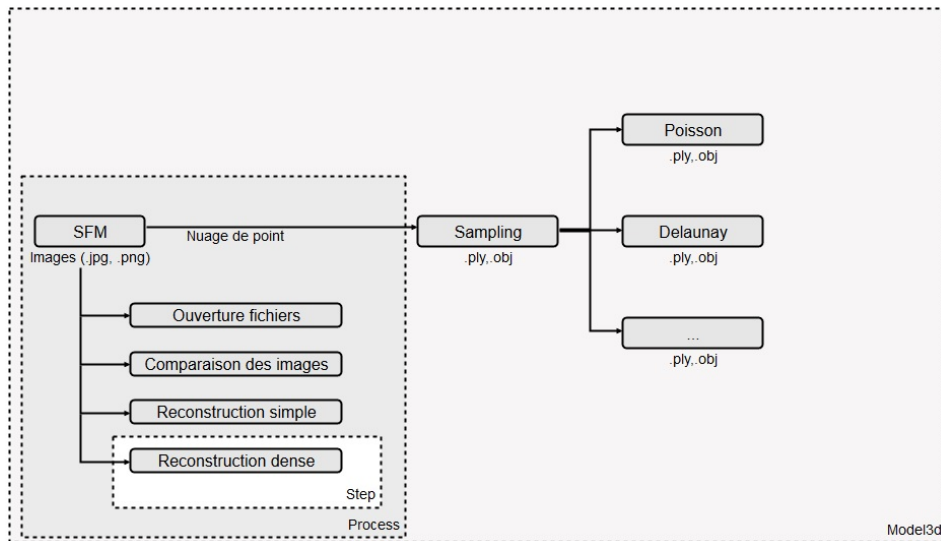 Poisson
.ply,.obj
SFM
Nuage de point
Sampling
Delaunay
Images (.jpg, .png)
.ply,.obj
.ply,.obj
Ouverture fichiers
...
.ply,.obj
Comparaison des images
Reconstruction simple
Reconstruction dense
Step
Process
Model3d